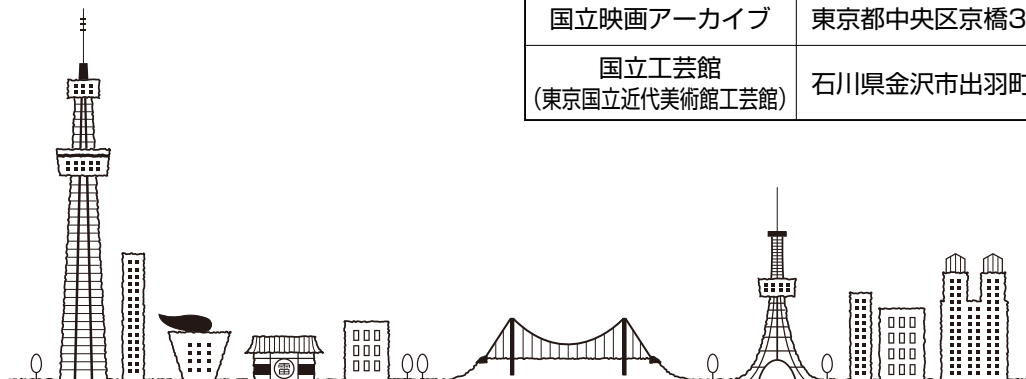 国立映画アーカイブ
東京都中央区京橋3
国立工芸館
(東京国立近代美術館工芸館)
石川県金沢市出羽町
雷